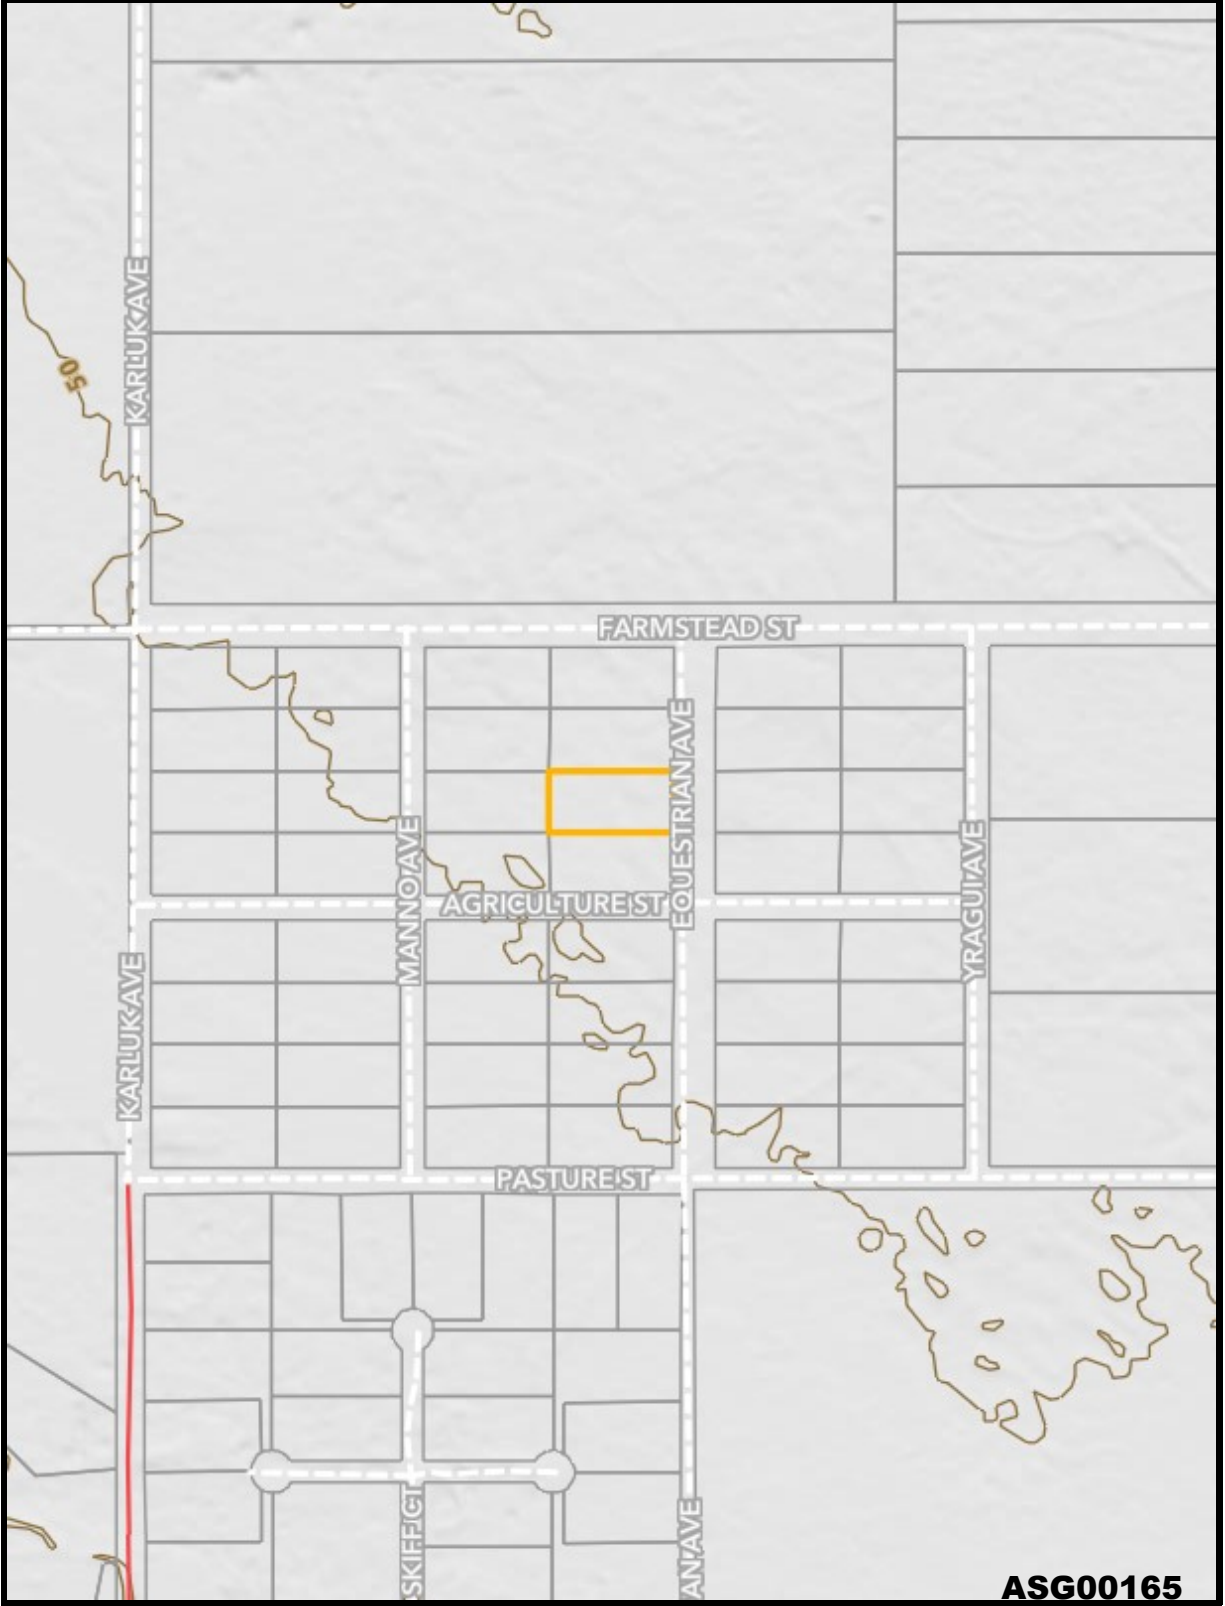 KARLUK AVE
50
FARMSTEAD ST
EQUESTRIAN AVE
MANNO AVE
YRAGUI AVE
AGRICULTURE ST
KARLUK AVE
PASTURE ST
SKIFF CT
AN AVE
ASG00165